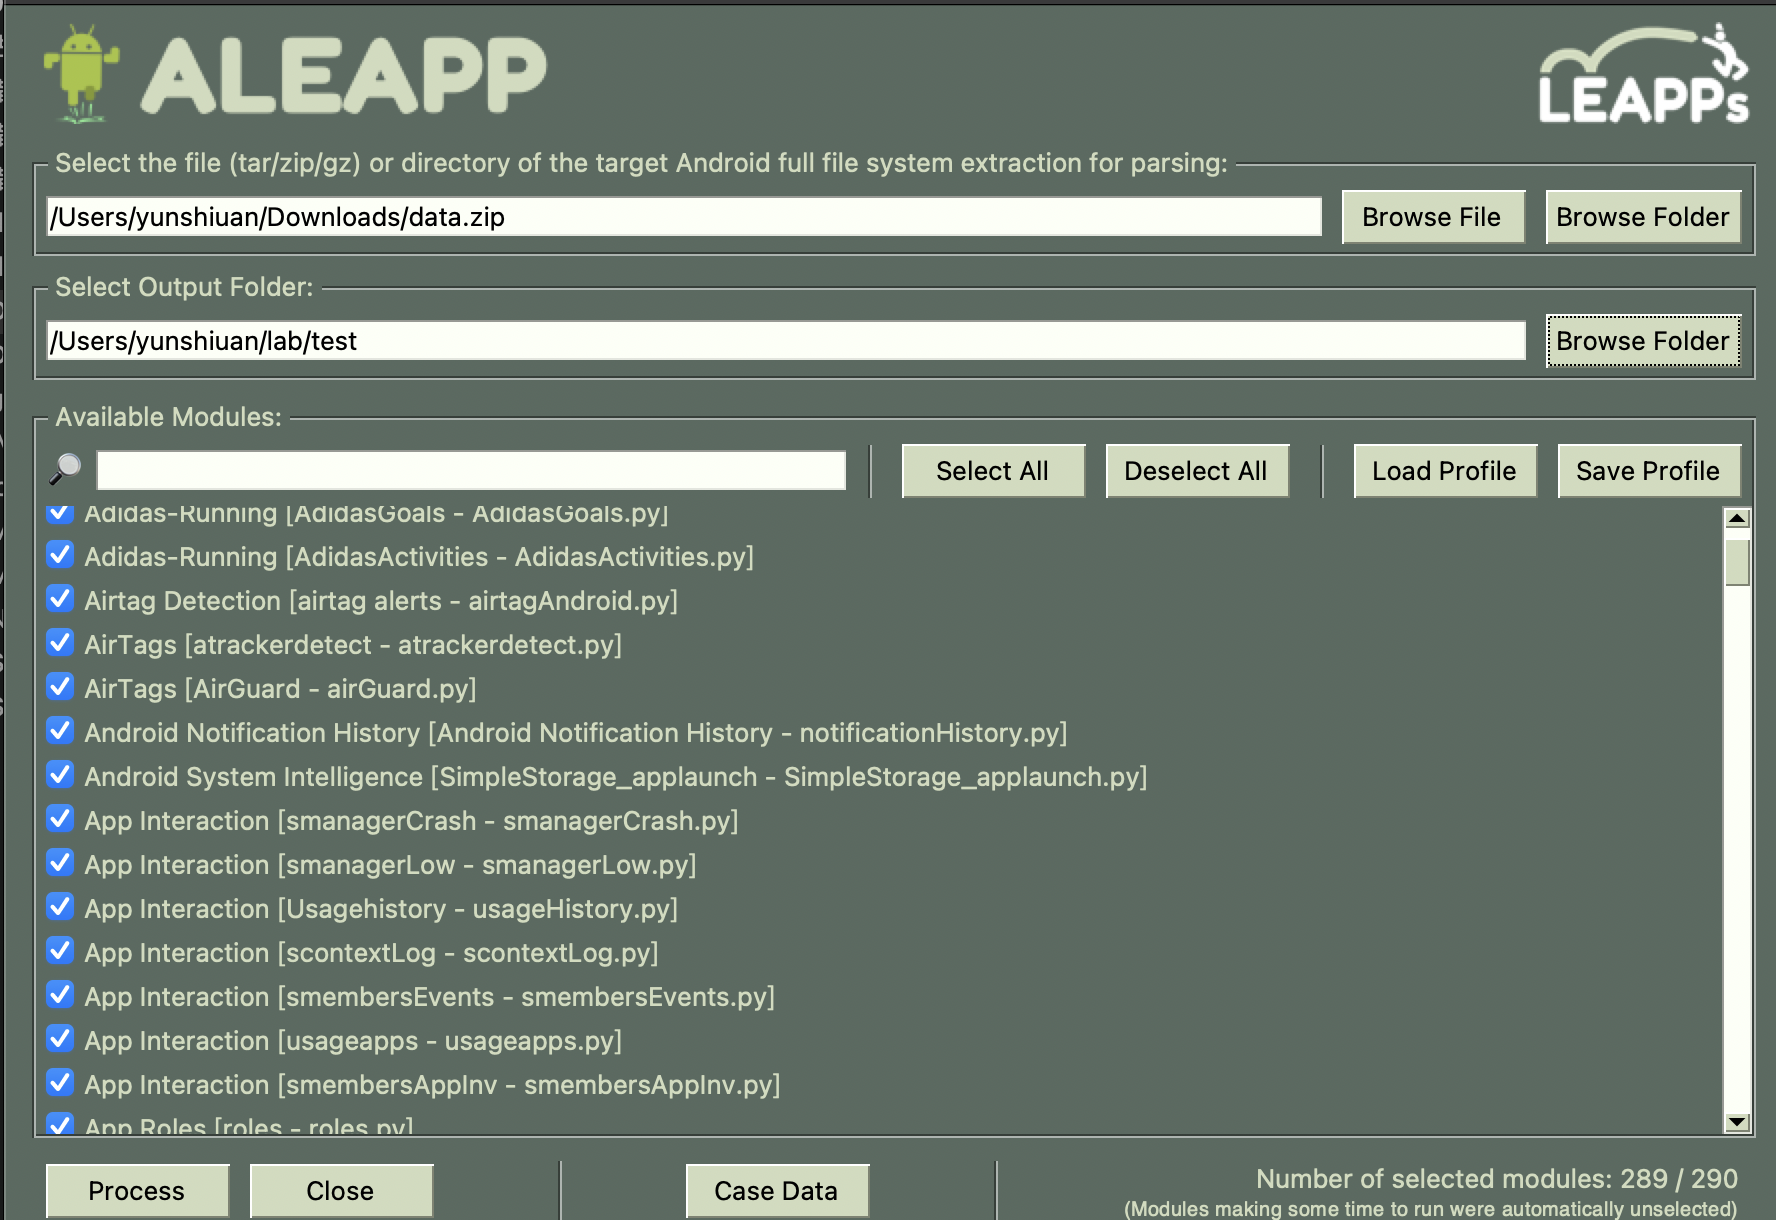 ALEAPP
LEAPPs
Select the file (tar/zip/gz) or directory of the target Android full file system extraction for parsing:
/Users/yunshiuan/Downloads/data.zip
Browse File
Browse Folder
Select Output Folder:
/Users/yunshiuan/lab/test
Browse Folder
Available Modules:
Select All
Deselect All
Load Profile
Save Profile
Adidas-Running [AdidasGoals - AdidasGoals.py]
Adidas-Running [AdidasActivities - AdidasActivities.py]
Airtag Detection [airtag alerts - airtagAndroid.py]
AirTags [atrackerdetect - atrackerdetect.py]
AirTags [AirGuard - airGuard.py]
Android Notification History [Android Notification History - notificationHistory.py]
Android System Intelligence [SimpleStorage_applaunch - SimpleStorage_applaunch.py]
App Interaction [smanagerCrash - smanagerCrash.py]
App Interaction [smanagerLow - smanagerLow.py]
App Interaction [Usagehistory - usageHistory.py]
App Interaction [scontextLog - scontextLog.py]
App Interaction [smembersEvents - smembersEvents.py]
App Interaction [usageapps - usageapps.py]
App Interaction [smembersAppInv - smembersAppInv.py]
App Roles [roles - roles.py]
Process
Close
Case Data
Number of selected modules: 289 / 290
(Modules making some time to run were automatically unselected)